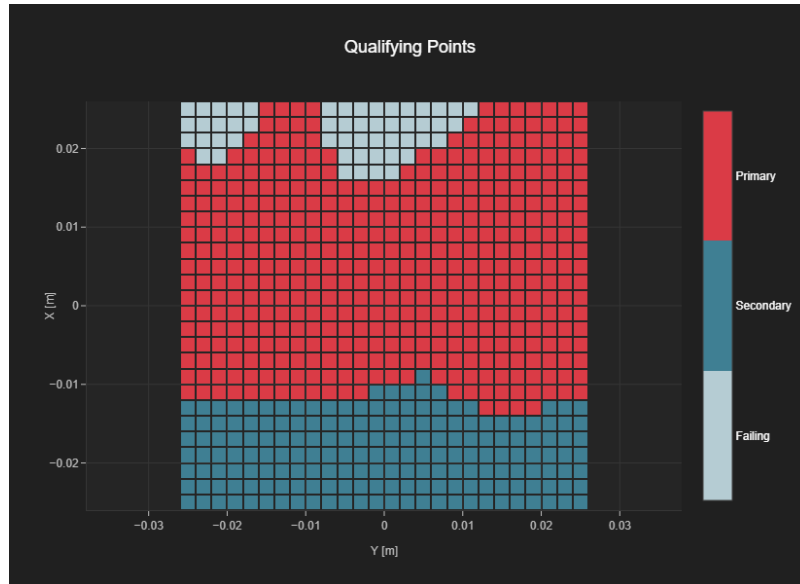 Qualifying Points
Primary
Secondary
Failing
X [m]
0.02
0.01
0
−0.01
−0.02
−0.03
−0.02
−0.01
0
0.01
0.02
0.03
Y [m]